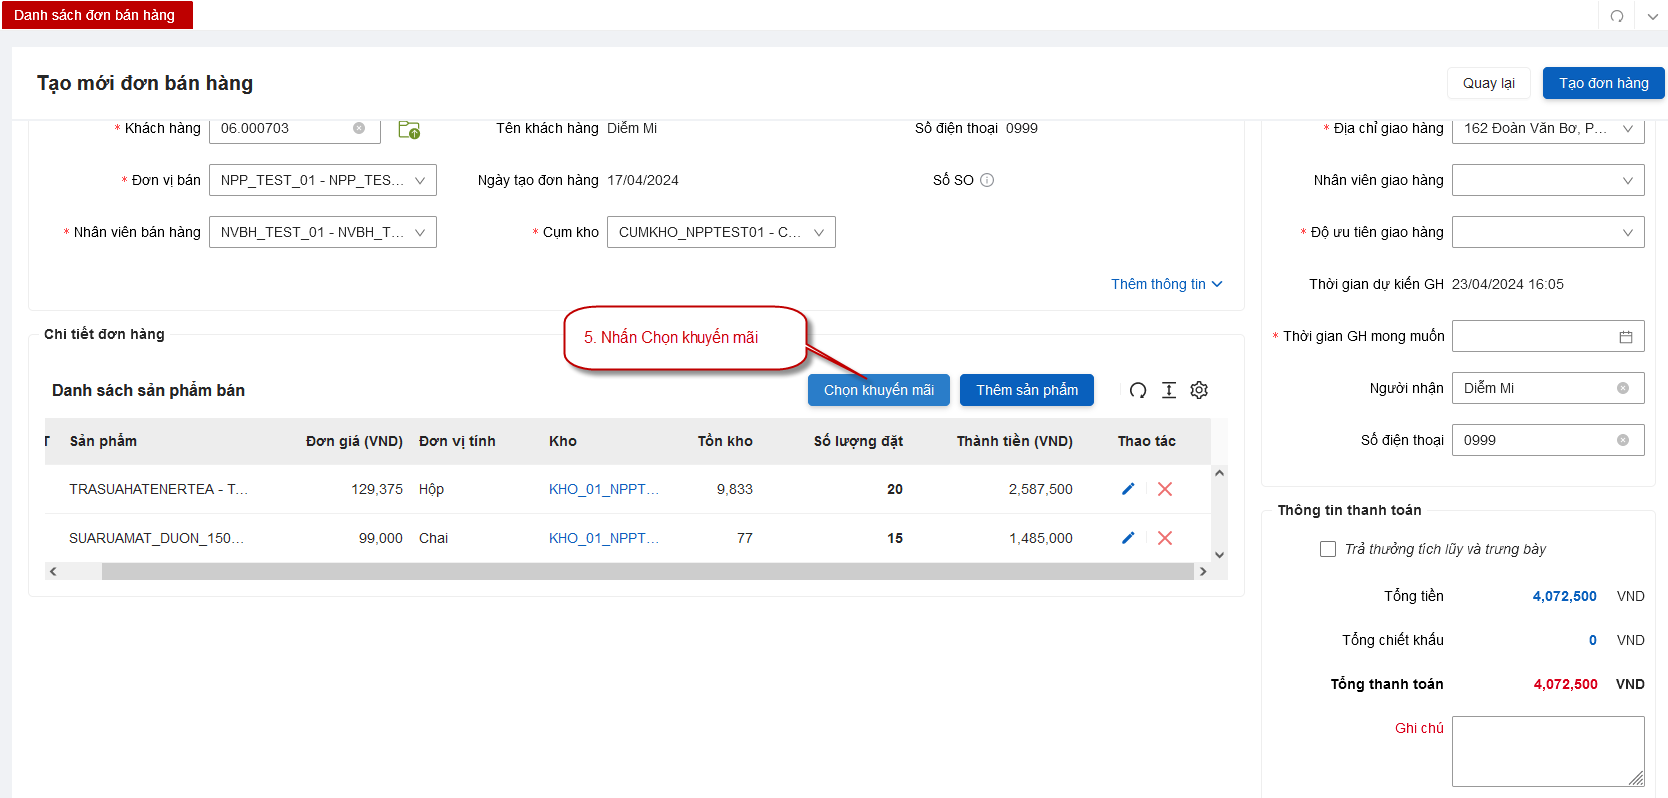 Danh sách đơn bán hàng
Tạo mới đơn bán hàng
Quay lại
Tạo đơn hàng
* Khách hàng 06.000703
Tên khách hàng Diễm Mi
Số điện thoại 0999
* Đơn vị bán NPP_TEST_01 - NPP_TES...
Ngày tạo đơn hàng 17/04/2024
Số SO
* Nhân viên bán hàng NVBH_TEST_01 - NVBH_T...
* Cụm kho CUMKHO_NPPTEST01 - C...
Thêm thông tin
Chi tiết đơn hàng
5. Nhấn Chọn khuyến mãi
Danh sách sản phẩm bán
Chọn khuyến mãi
Thêm sản phẩm
T Sản phẩm Đơn giá (VND) Đơn vị tính Kho Tồn kho Số lượng đặt Thành tiền (VND) Thao tác
TRASUAHATENERTEA - T... 129,375 Hộp KHO_01_NPPT... 9,833 20 2,587,500
SUARUAMAT_DUON_150... 99,000 Chai KHO_01_NPPT... 77 15 1,485,000
* Địa chỉ giao hàng 162 Đoàn Văn Bơ, P...
Nhân viên giao hàng
* Độ ưu tiên giao hàng
Thời gian dự kiến GH 23/04/2024 16:05
* Thời gian GH mong muốn
Người nhận Diễm Mi
Số điện thoại 0999
Thông tin thanh toán
Trả thưởng tích lũy và trưng bày
Tổng tiền 4,072,500 VND
Tổng chiết khấu 0 VND
Tổng thanh toán 4,072,500 VND
Ghi chú